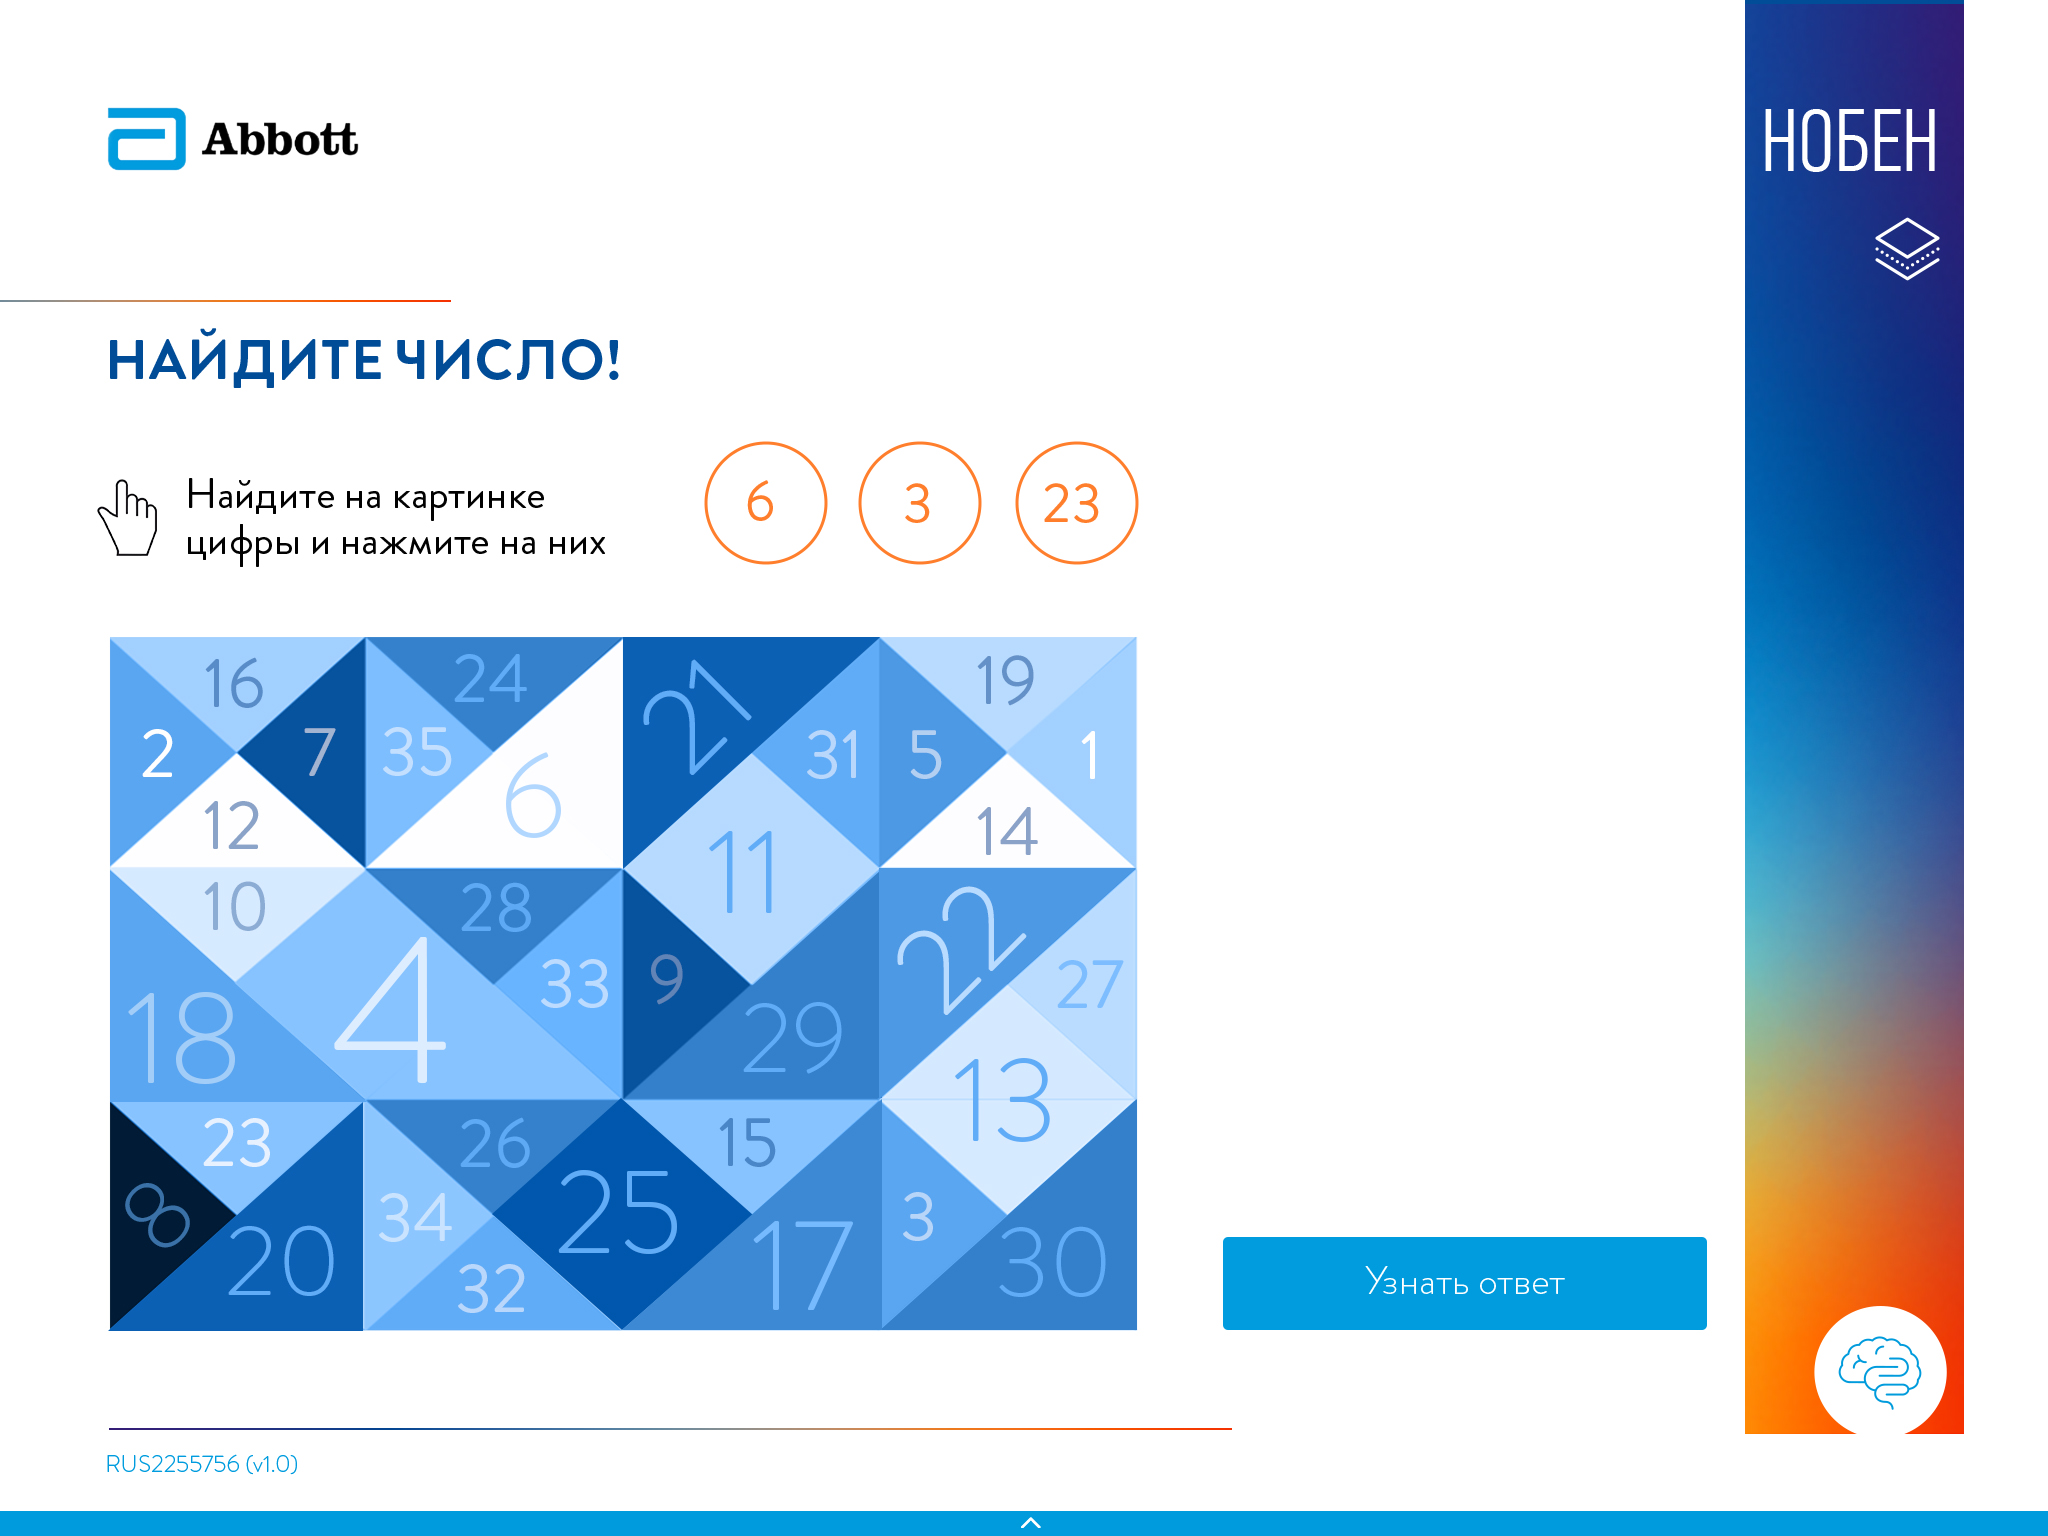 Abbott
НОБЕН
НАЙДИТЕ ЧИСЛО!
Найдите на картинке
цифры и нажмите на них
6 3 23
16 24 21 19
2 7 35 6 31 5 1
12 11 14
10 28 22
18 4 33 9 29 27
13
23 26 15
8 20 34 25 17 3 30
32
Узнать ответ
RUS2255756 (v1.0)